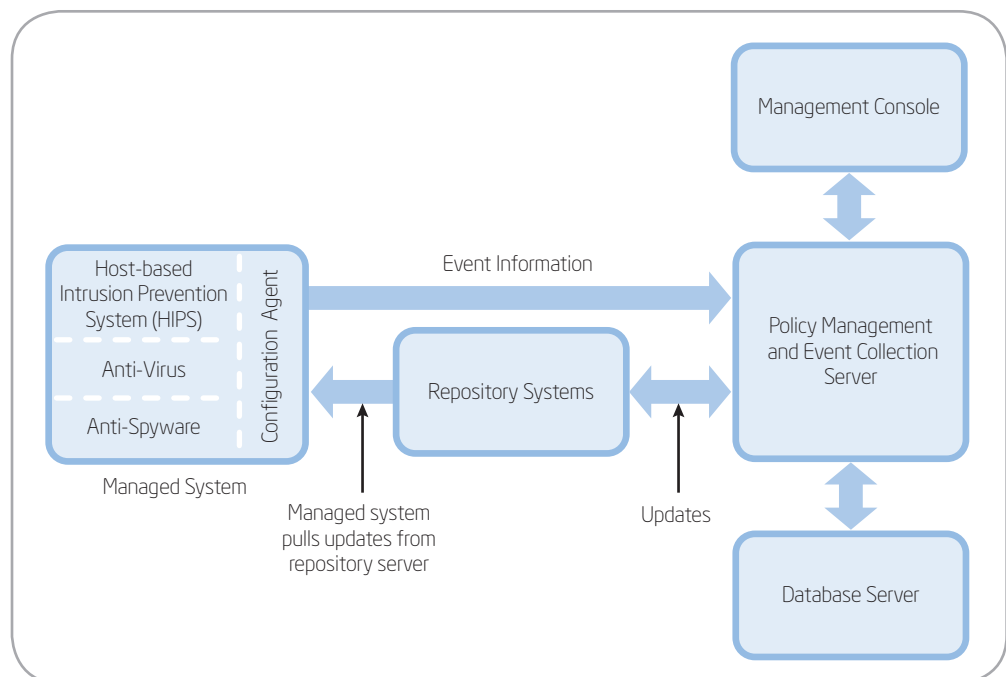 Management Console
Event Information
Host-based
Intrusion Prevention
System (HIPS)
Anti-Virus
Anti-Spyware
Configuration Agent
Managed System
Repository Systems
Policy Management
and Event Collection
Server
Managed system
pulls updates from
repository server
Updates
Database Server